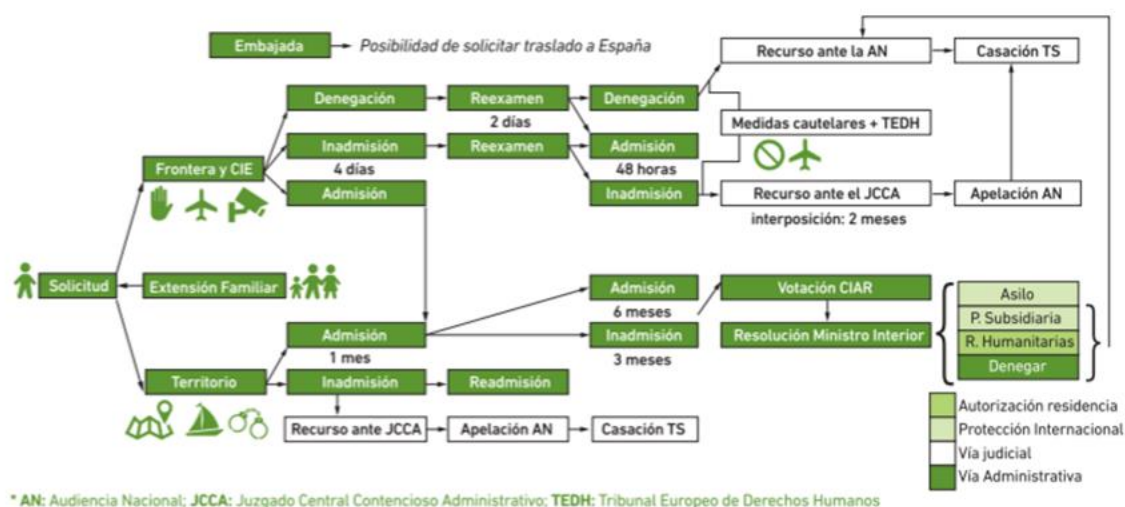 Embajada
Posibilidad de solicitar traslado a España
Recurso ante la AN
Casación TS
Denegación
Reexamen
2 días
Denegación
Medidas cautelares + TEDH
Frontera y CIE
Inadmisión
4 días
Reexamen
Admisión
48 horas
Admisión
Inadmisión
Recurso ante el JCCA
interposición: 2 meses
Apelación AN
Solicitud
Extensión Familiar
Admisión
6 meses
Votación CIAR
Asilo
P. Subsidiaria
R. Humanitarias
Denegar
Admisión
1 mes
Inadmisión
3 meses
Resolución Ministro Interior
Territorio
Inadmisión
Readmisión
Recurso ante JCCA
Apelación AN
Casación TS
Autorización residencia
Protección Internacional
Vía judicial
Vía Administrativa
* AN: Audiencia Nacional; JCCA: Juzgado Central Contencioso Administrativo; TEDH: Tribunal Europeo de Derechos Humanos